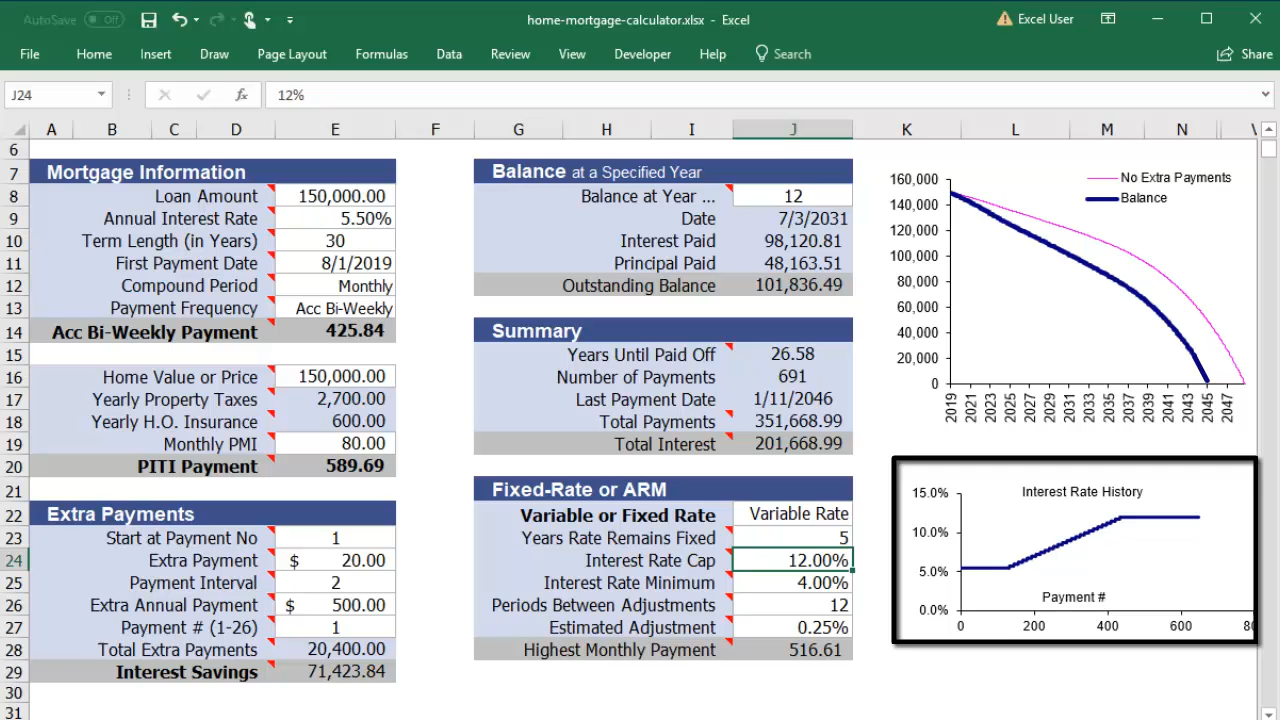 AutoSave Off
home-mortgage-calculator.xlsx - Excel
Excel User
File Home Insert Draw Page Layout Formulas Data Review View Developer Help Search Share
J24 fx 12%
A B C D E F G H I J K L M N
6
7 Mortgage Information Balance at a Specified Year
8 Loan Amount 150,000.00 Balance at Year ... 12
9 Annual Interest Rate 5.50% Date 7/3/2031
10 Term Length (in Years) 30 Interest Paid 98,120.81
11 First Payment Date 8/1/2019 Principal Paid 48,163.51
12 Compound Period Monthly Outstanding Balance 101,836.49
13 Payment Frequency Acc Bi-Weekly
14 Acc Bi-Weekly Payment 425.84 Summary
15 Years Until Paid Off 26.58
16 Home Value or Price 150,000.00 Number of Payments 691
17 Yearly Property Taxes 2,700.00 Last Payment Date 1/11/2046
18 Yearly H.O. Insurance 600.00 Total Payments 351,668.99
19 Monthly PMI 80.00 Total Interest 201,668.99
20 PITI Payment 589.69
21 Fixed-Rate or ARM
22 Extra Payments Variable or Fixed Rate Variable Rate
23 Start at Payment No 1 Years Rate Remains Fixed 5
24 Extra Payment $ 20.00 Interest Rate Cap 12.00%
25 Payment Interval 2 Interest Rate Minimum 4.00%
26 Extra Annual Payment $ 500.00 Periods Between Adjustments 12
27 Payment # (1-26) 1 Estimated Adjustment 0.25%
28 Total Extra Payments 20,400.00 Highest Monthly Payment 516.61
29 Interest Savings 71,423.84
30
31
No Extra Payments
Balance
160,000
140,000
120,000
100,000
80,000
60,000
40,000
20,000
0
2019 2021 2023 2025 2027 2029 2031 2033 2035 2037 2039 2041 2043 2045 2047
Interest Rate History
15.0%
10.0%
5.0%
0.0%
Payment #
0 200 400 600